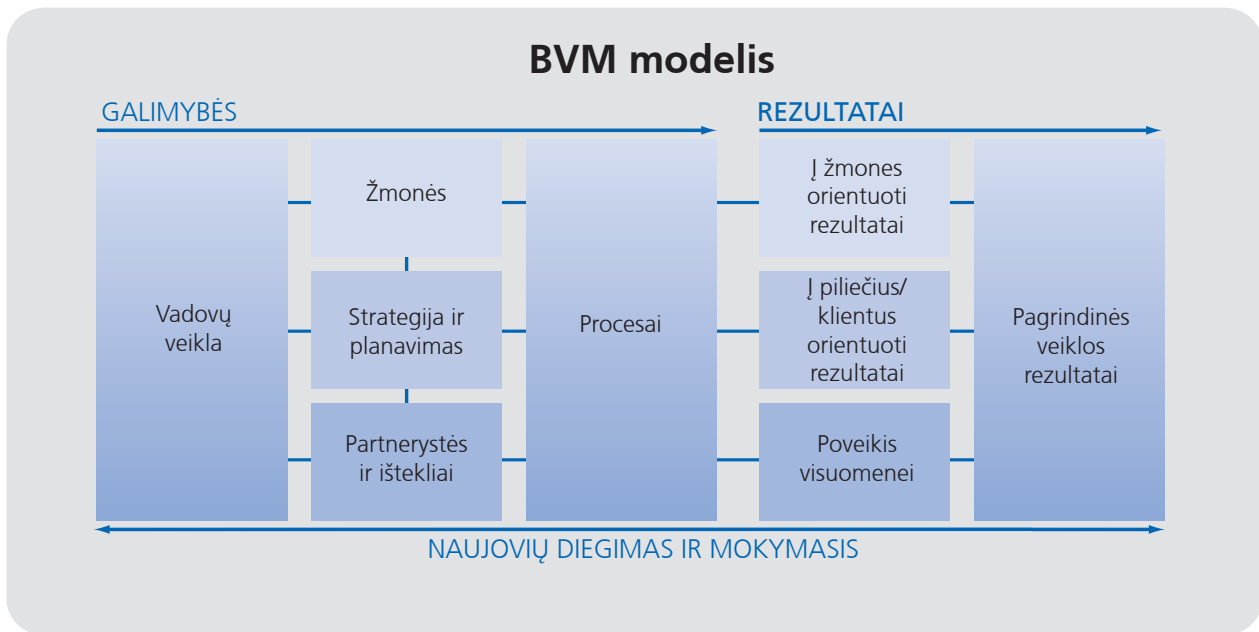 BVM modelis
GALIMYBĖS
REZULTATAI
Vadovų
veikla
Žmonės
Strategija ir
planavimas
Partnerystės
ir ištekliai
Procesai
Į žmones
orientuoti
rezultatai
Į piliečius/
klientus
orientuoti
rezultatai
Poveikis
visuomenei
Pagrindinės
veiklos
rezultatai
NAUJOVIŲ DIEGIMAS IR MOKYMASIS